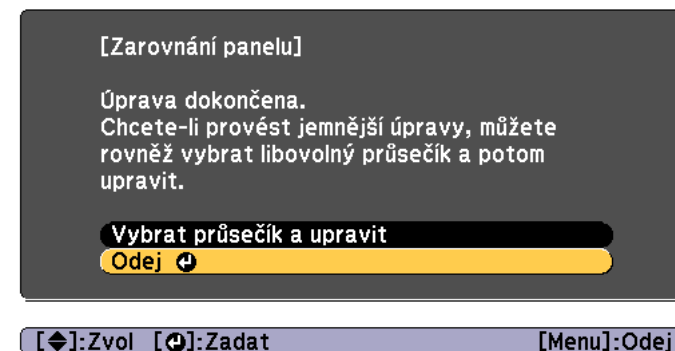 [Zarovnání panelu]
Úprava dokončena.
Chcete-li provést jemnější úpravy, můžete
rovněž vybrat libovolný průsečík a potom
upravit.
Vybrat průsečík a upravit
Odej
[]:Zvol []:Zadat [Menu]:Odej